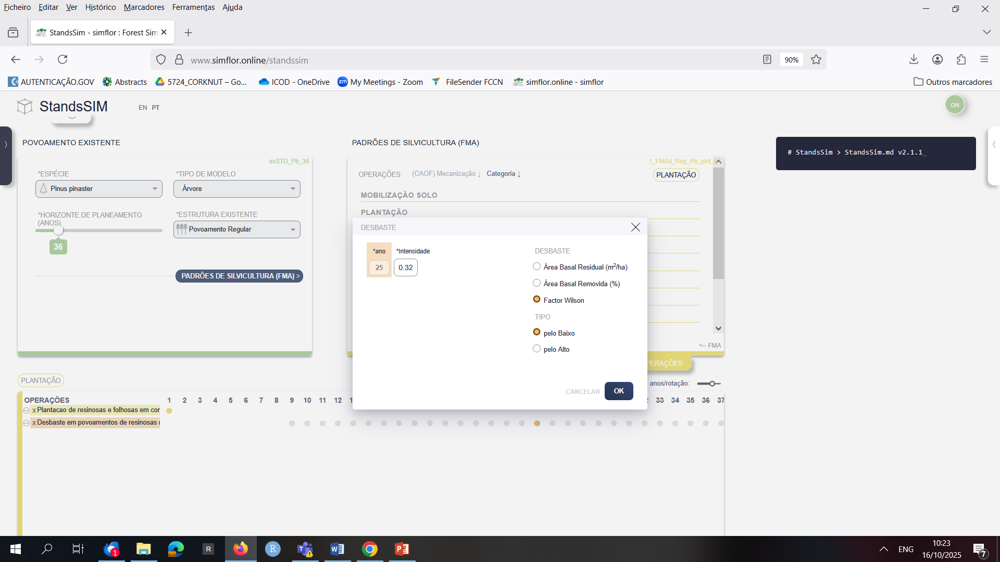 Ficheiro Editar Ver Histórico Marcadores Ferramentas Ajuda
StandsSim - simflor : Forest Sim
www.simflor.online/standssim
90%
AUTENTICAÇÃO.GOV Abstracts 5724_CORKNUT – Go... ICOD - OneDrive zm My Meetings - Zoom FileSender FCCN simflor.online - simflor Outros marcadores
StandsSIM EN PT
ON
POVOAMENTO EXISTENTE
PADRÕES DE SILVICULTURA (FMA)
# StandsSim > StandsSim.md v2.1.1_
exSTD_Pb_36
*ESPÉCIE
Pinus pinaster
*TIPO DE MODELO
Árvore
*HORIZONTE DE PLANEAMENTO (ANOS)
36
*ESTRUTURA EXISTENTE
Povoamento Regular
PADRÕES DE SILVICULTURA (FMA) >
1_FMA4_Reg_Pb_plnt_
OPERAÇÕES (CAOF) Mecanização ↓ Categoria ↓ PLANTAÇÃO
MOBILIZAÇÃO SOLO
PLANTAÇÃO
DESBASTE
*ano *Intensidade
25 0.32
DESBASTE
Área Basal Residual (m2/ha)
Área Basal Removida (%)
Factor Wilson
TIPO
pelo Baixo
pelo Alto
CANCELAR OK
<-- FMA
PERAÇÕES
anos/rotação:
PLANTAÇÃO
OPERAÇÕES 1 2 3 4 5 6 7 8 9 10 11 12 1 2 33 34 35 36 37
x Plantacao de resinosas e folhosas em cor
x Desbaste em povoamentos de resinosas
1 R R W P
ENG
10:23
16/10/2025
7